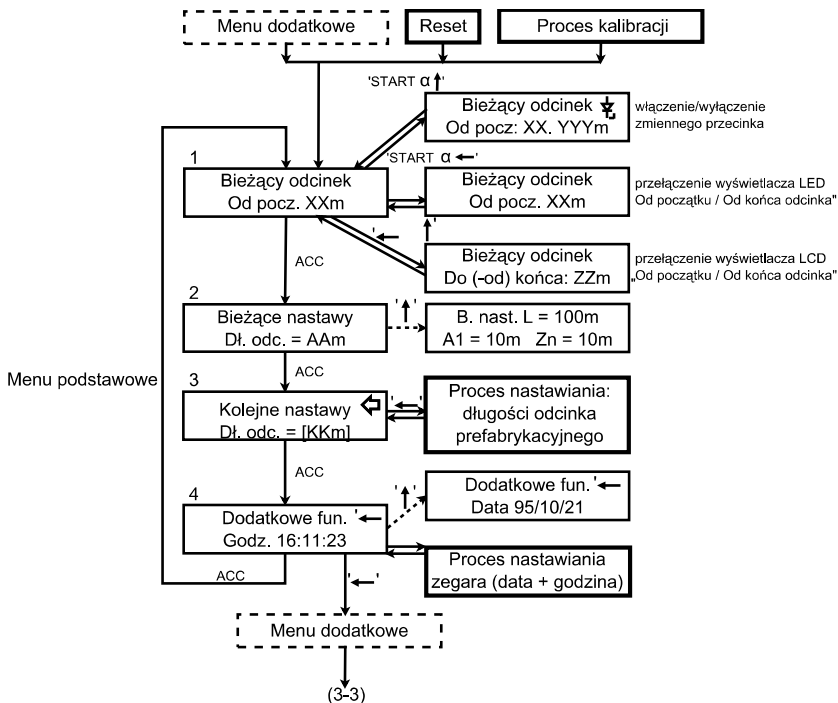 Menu dodatkowe
Reset
Proces kalibracji
'START α ↑'
Bieżący odcinek
Od pocz: XX. YYYm
włączenie/wyłączenie
zmiennego przecinka
'START α ←'
1
Bieżący odcinek
Od pocz. XXm
Bieżący odcinek
Od pocz. XXm
przełączenie wyświetlacza LED
Od początku / Od końca odcinka"
'←
↑'
Bieżący odcinek
Do (-od) końca: ZZm
przełączenie wyświetlacza LCD
"Od początku / Od końca odcinka"
ACC
2
Bieżące nastawy
Dł. odc. = AAm
'↑'
B. nast. L = 100m
A1 = 10m Zn = 10m
ACC
Menu podstawowe
3
Kolejne nastawy
Dł. odc. = [KKm]
'←'
Proces nastawiania:
długości odcinka
prefabrykacyjnego
ACC
4
Dodatkowe fun. '←
Godz. 16:11:23
'↑'
Dodatkowe fun. '←
Data 95/10/21
Proces nastawiania
zegara (data + godzina)
ACC
'←'
Menu dodatkowe
(3-3)